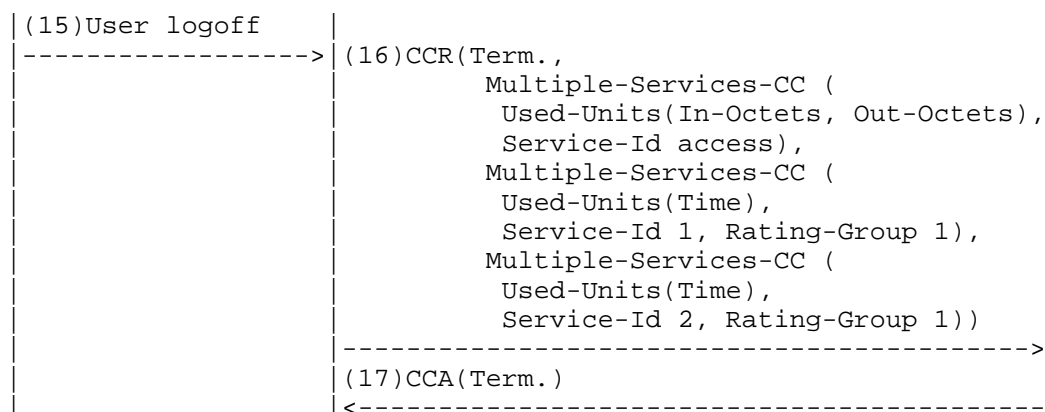 |(15)User logoff    |
|------------------>|(16)CCR(Term.,
|                   |         Multiple-Services-CC (
|                   |          Used-Units(In-Octets, Out-Octets),
|                   |          Service-Id access),
|                   |         Multiple-Services-CC (
|                   |          Used-Units(Time),
|                   |          Service-Id 1, Rating-Group 1),
|                   |         Multiple-Services-CC (
|                   |          Used-Units(Time),
|                   |          Service-Id 2, Rating-Group 1))
|                   |------------------------------------------->
|                   |(17)CCA(Term.)
|                   |<-------------------------------------------